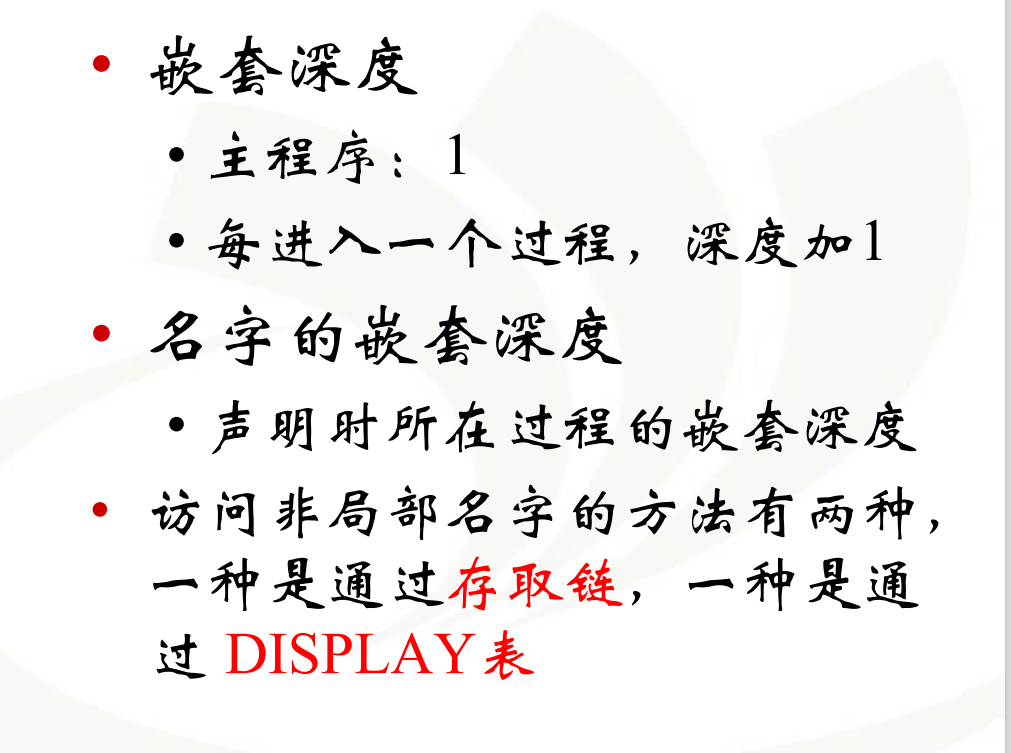 • 嵌套深度
• 主程序：1
• 每进入一个过程，深度加1
• 名字的嵌套深度
• 声明时所在过程的嵌套深度
• 访问非局部名字的方法有两种，
一种是通过存取链，一种是通
过 DISPLAY表